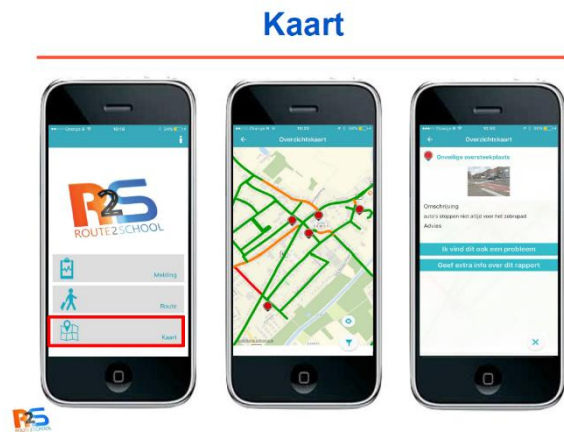 Kaart
R2S
ROUTE2SCHOOL
Melding
Route
Kaart
Overzichtskaart
Overzichtskaart
Onveilige oversteekplaats
Omschrijving
auto's stoppen niet altijd voor het zebrapad
Advies
Ik vind dit ook een probleem
Geef extra info over dit rapport
R2S
ROUTE2SCHOOL